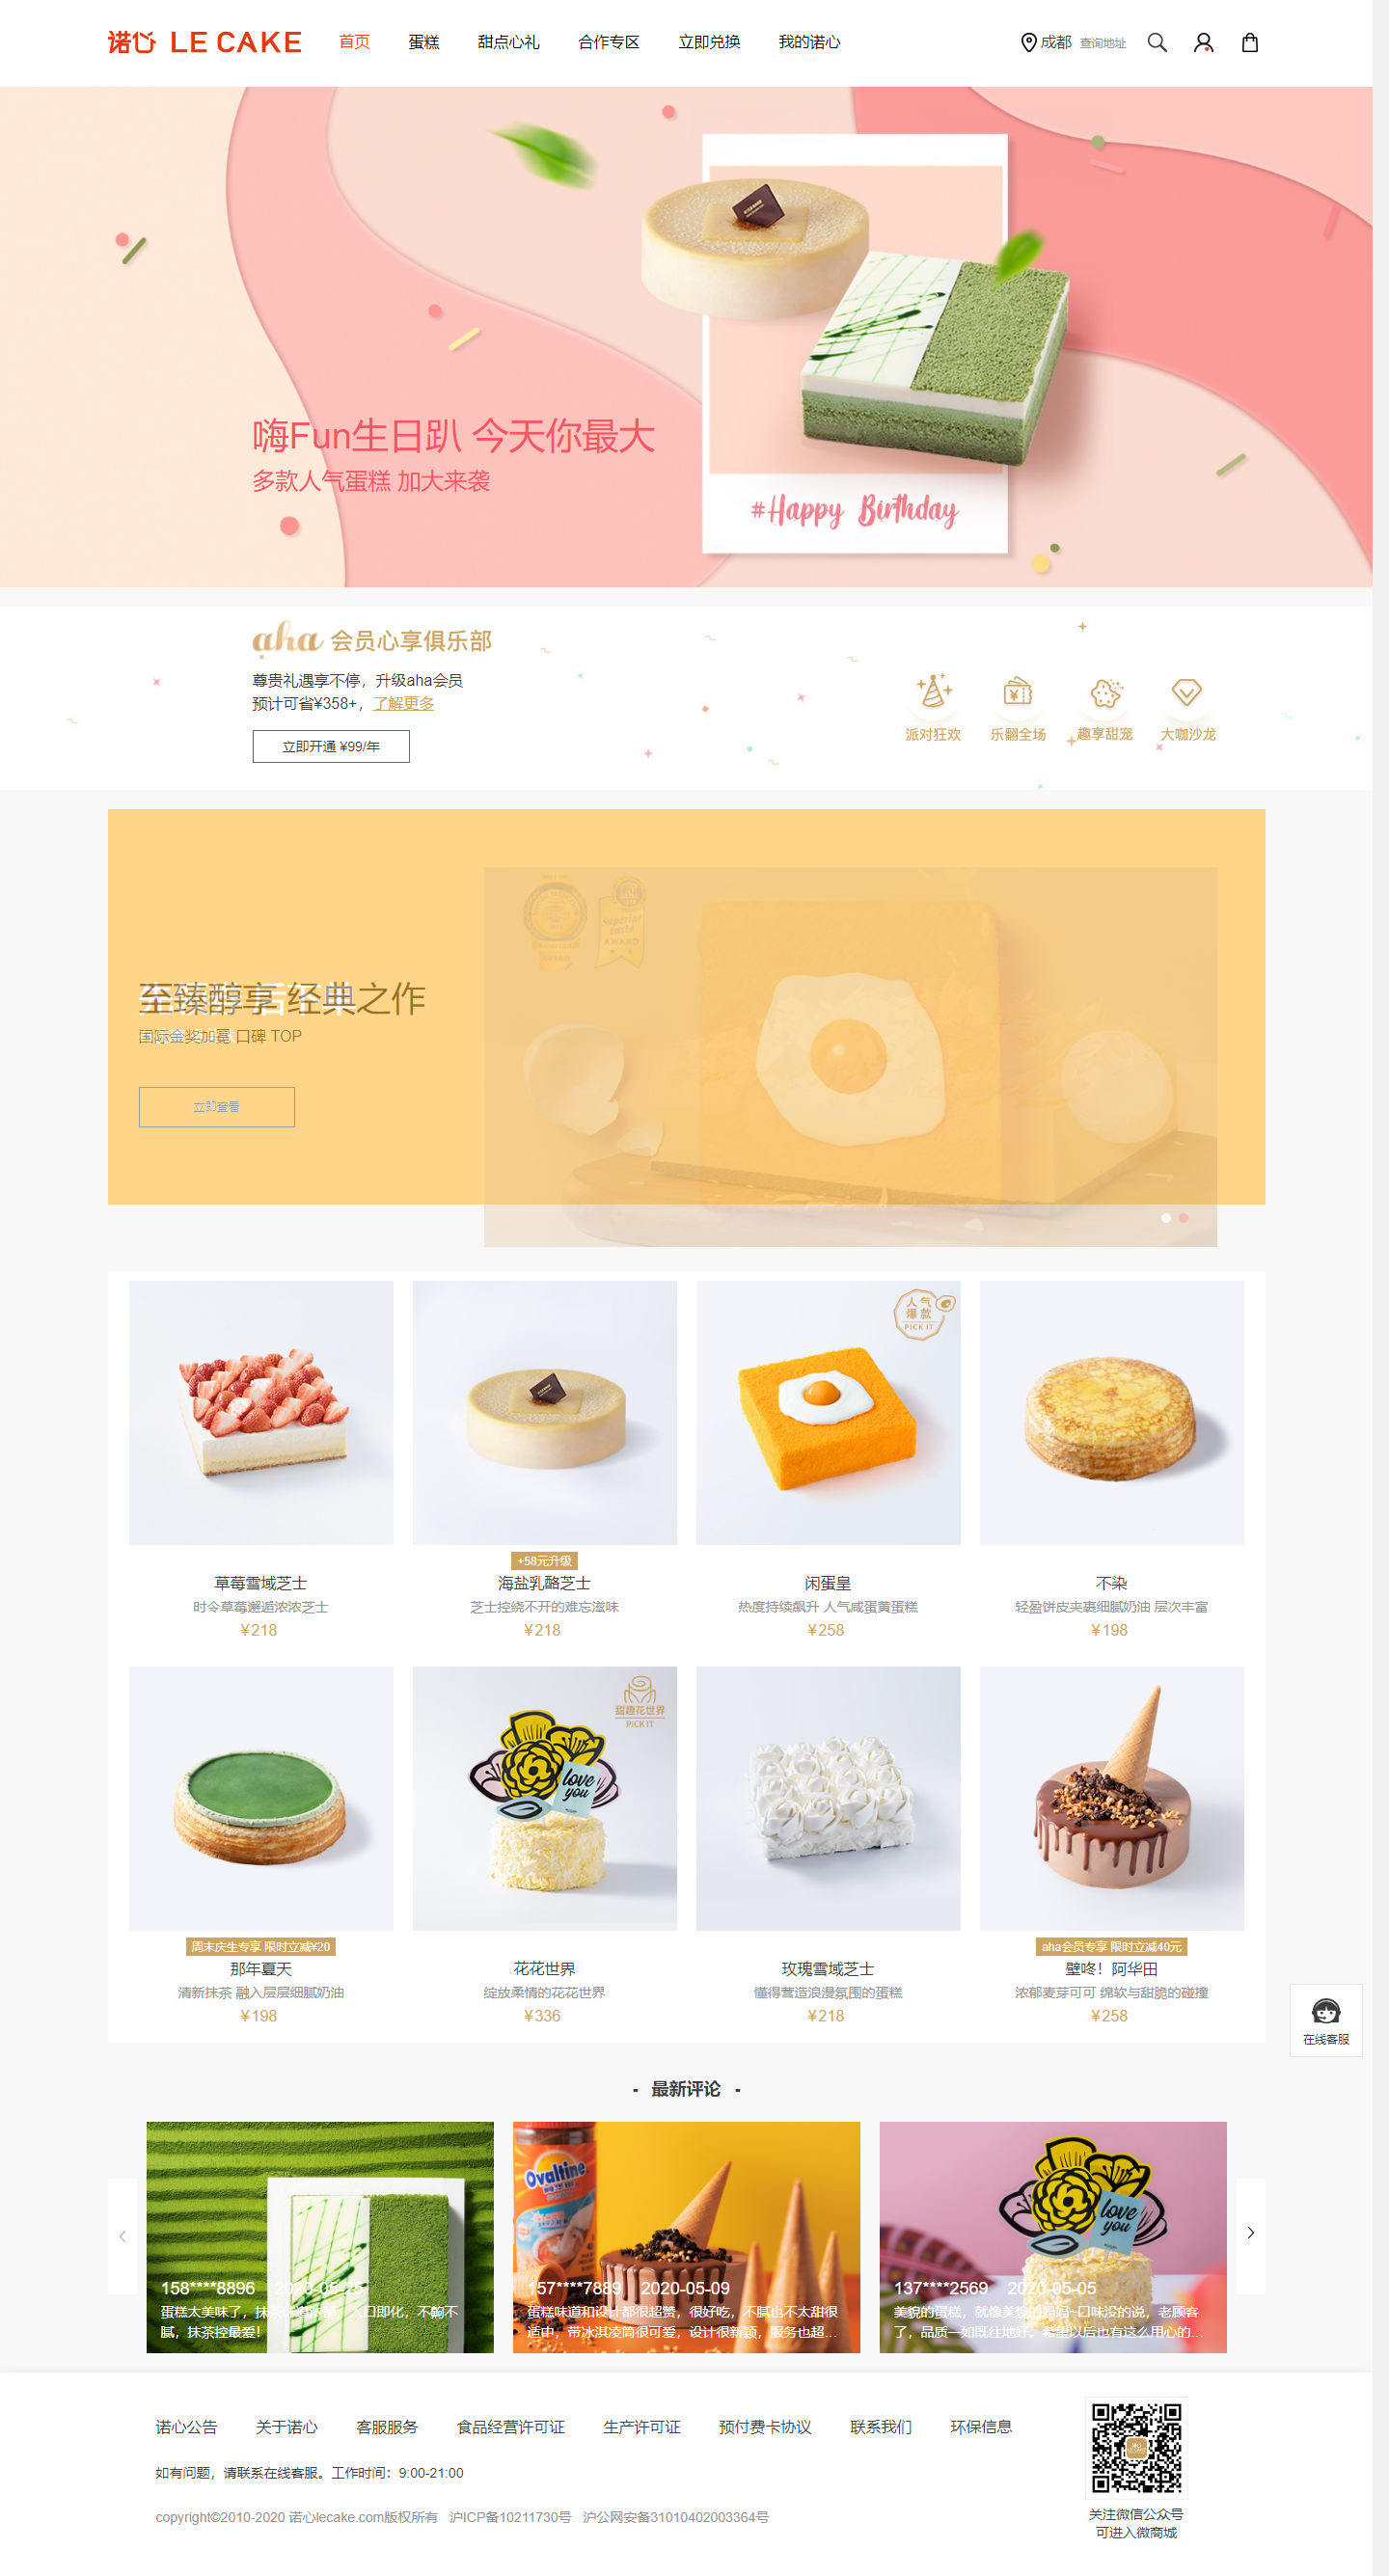 诺心 LE CAKE
首页 蛋糕 甜点心礼 合作专区 立即兑换 我的诺心
成都 查询地址
嗨Fun生日趴 今天你最大
多款人气蛋糕 加大来袭
#Happy Birthday
aha 会员心享俱乐部
尊贵礼遇享不停，升级aha会员
预计可省¥358+，了解更多
立即开通 ¥99/年
派对狂欢 乐翻全场 趣享甜宠 大咖沙龙
Superior taste AWARD
至臻醇享 经典之作
国际金奖加冕 口碑 TOP
立即查看
人气爆款
PICK IT
草莓雪域芝士
时令草莓邂逅浓浓芝士
¥218
+58元升级
海盐乳酪芝士
芝士控绕不开的难忘滋味
¥218
闲蛋皇
热度持续飙升 人气咸蛋黄蛋糕
¥258
不染
轻盈饼皮夹裹细腻奶油 层次丰富
¥198
周末庆生专享 限时立减¥20
那年夏天
清新抹茶 融入层层细腻奶油
¥198
甜趣花世界
PICK IT
love you
花花世界
绽放柔情的花花世界
¥336
玫瑰雪域芝士
懂得营造浪漫氛围的蛋糕
¥218
aha会员专享 限时立减40元
壁咚！阿华田
浓郁麦芽可可 绵软与甜脆的碰撞
¥258
在线客服
- 最新评论 -
158****8896
蛋糕太美味了，抹茶 入口即化，不齁不
腻，抹茶控最爱！
Ovaltine
157****7889 2020-05-09
蛋糕味道和设计都很超赞，很好吃，不腻也不太甜很
适中，带冰淇凌筒很可爱，设计很新颖，服务也超...
love you
137****2569 2020-05-05
美貌的蛋糕，就像美貌的妈妈~口味没的说，老顾客
了，品质一如既往地好。希望以后也有这么用心的...
诺心公告 关于诺心 客服服务 食品经营许可证 生产许可证 预付费卡协议 联系我们 环保信息
如有问题，请联系在线客服。工作时间：9:00-21:00
copyright©2010-2020 诺心lecake.com版权所有 沪ICP备10211730号 沪公网安备31010402003364号
关注微信公众号
可进入微商城